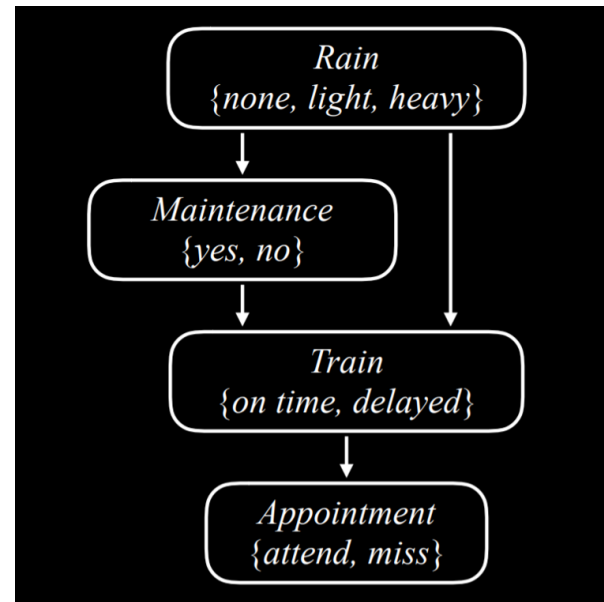 Rain
{none, light, heavy}
Maintenance
{yes, no}
Train
{on time, delayed}
Appointment
{attend, miss}